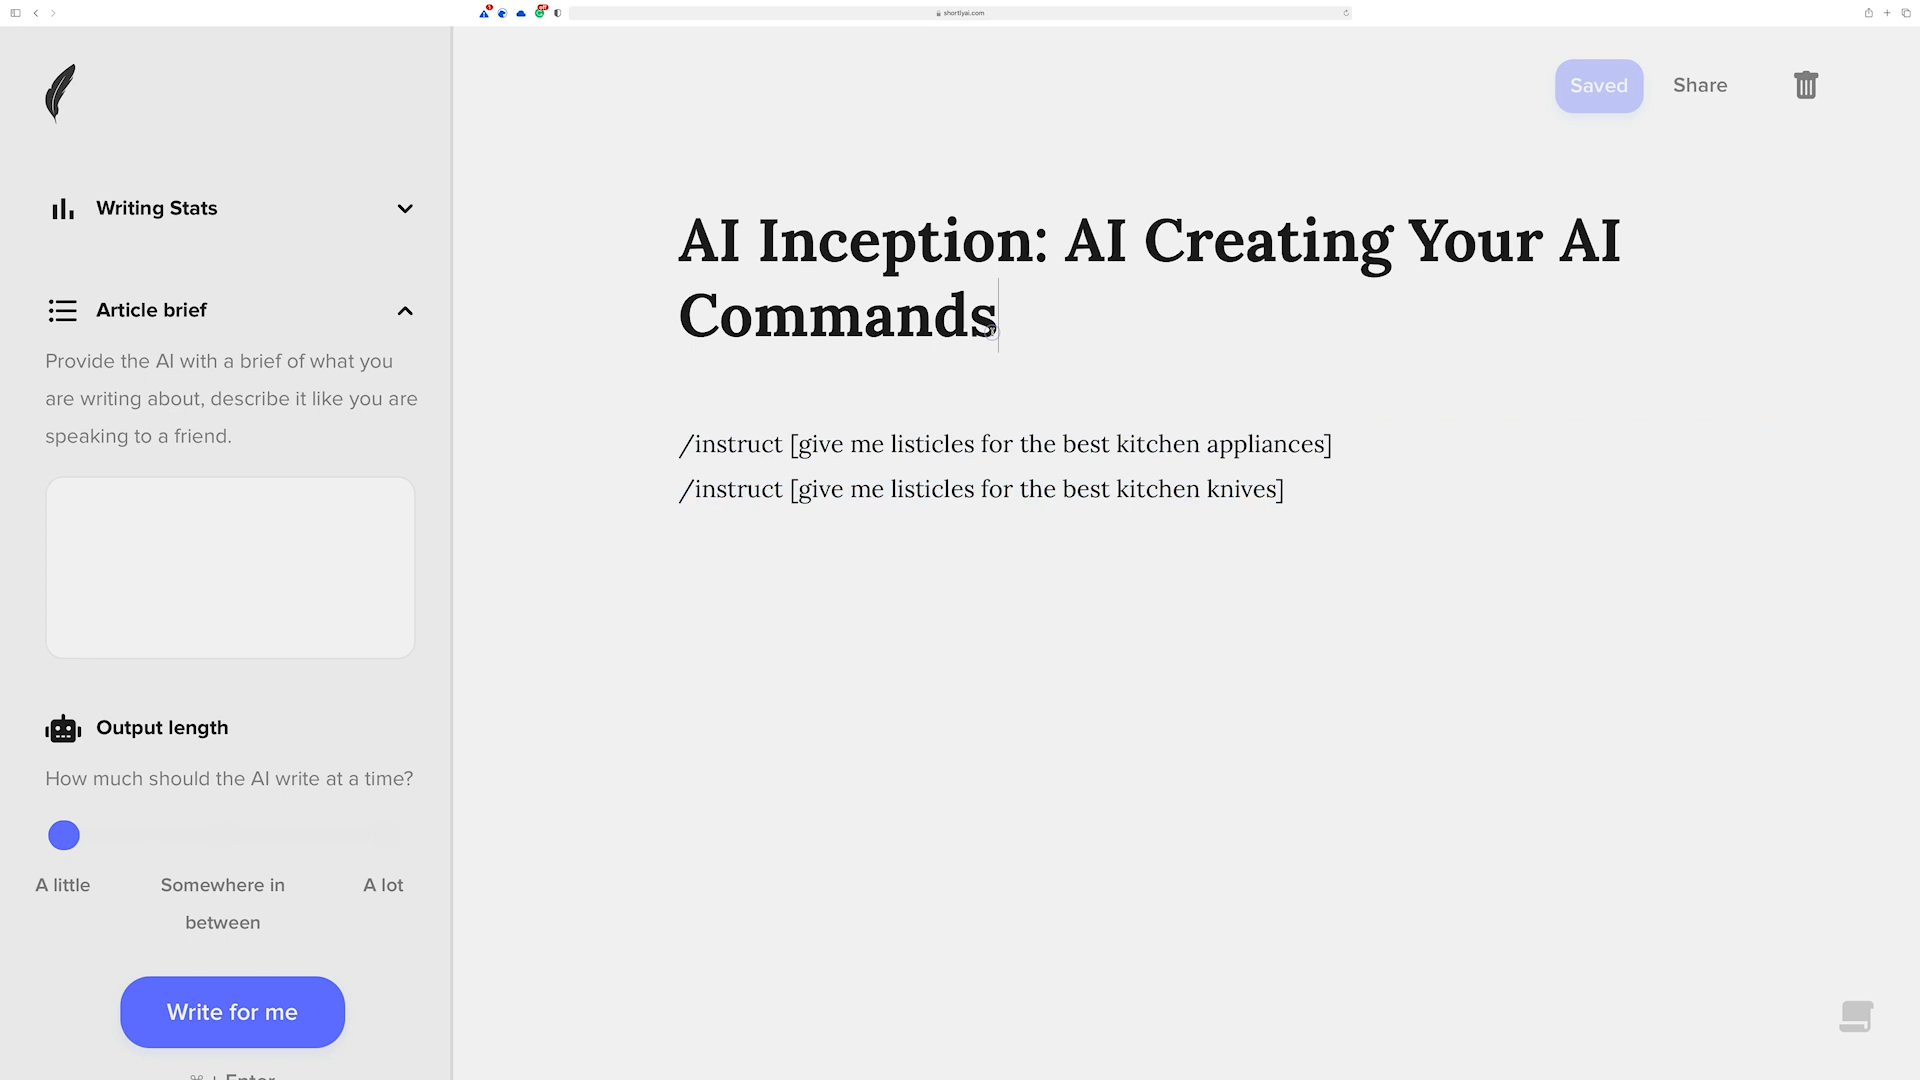 shortlyai.com
Saved
Share
Writing Stats
Article brief
Provide the AI with a brief of what you
are writing about, describe it like you are
speaking to a friend.
Output length
How much should the AI write at a time?
A little
Somewhere in
between
A lot
Write for me
⌘ + Enter
AI Inception: AI Creating Your AI
Commands
/instruct [give me listicles for the best kitchen appliances]
/instruct [give me listicles for the best kitchen knives]